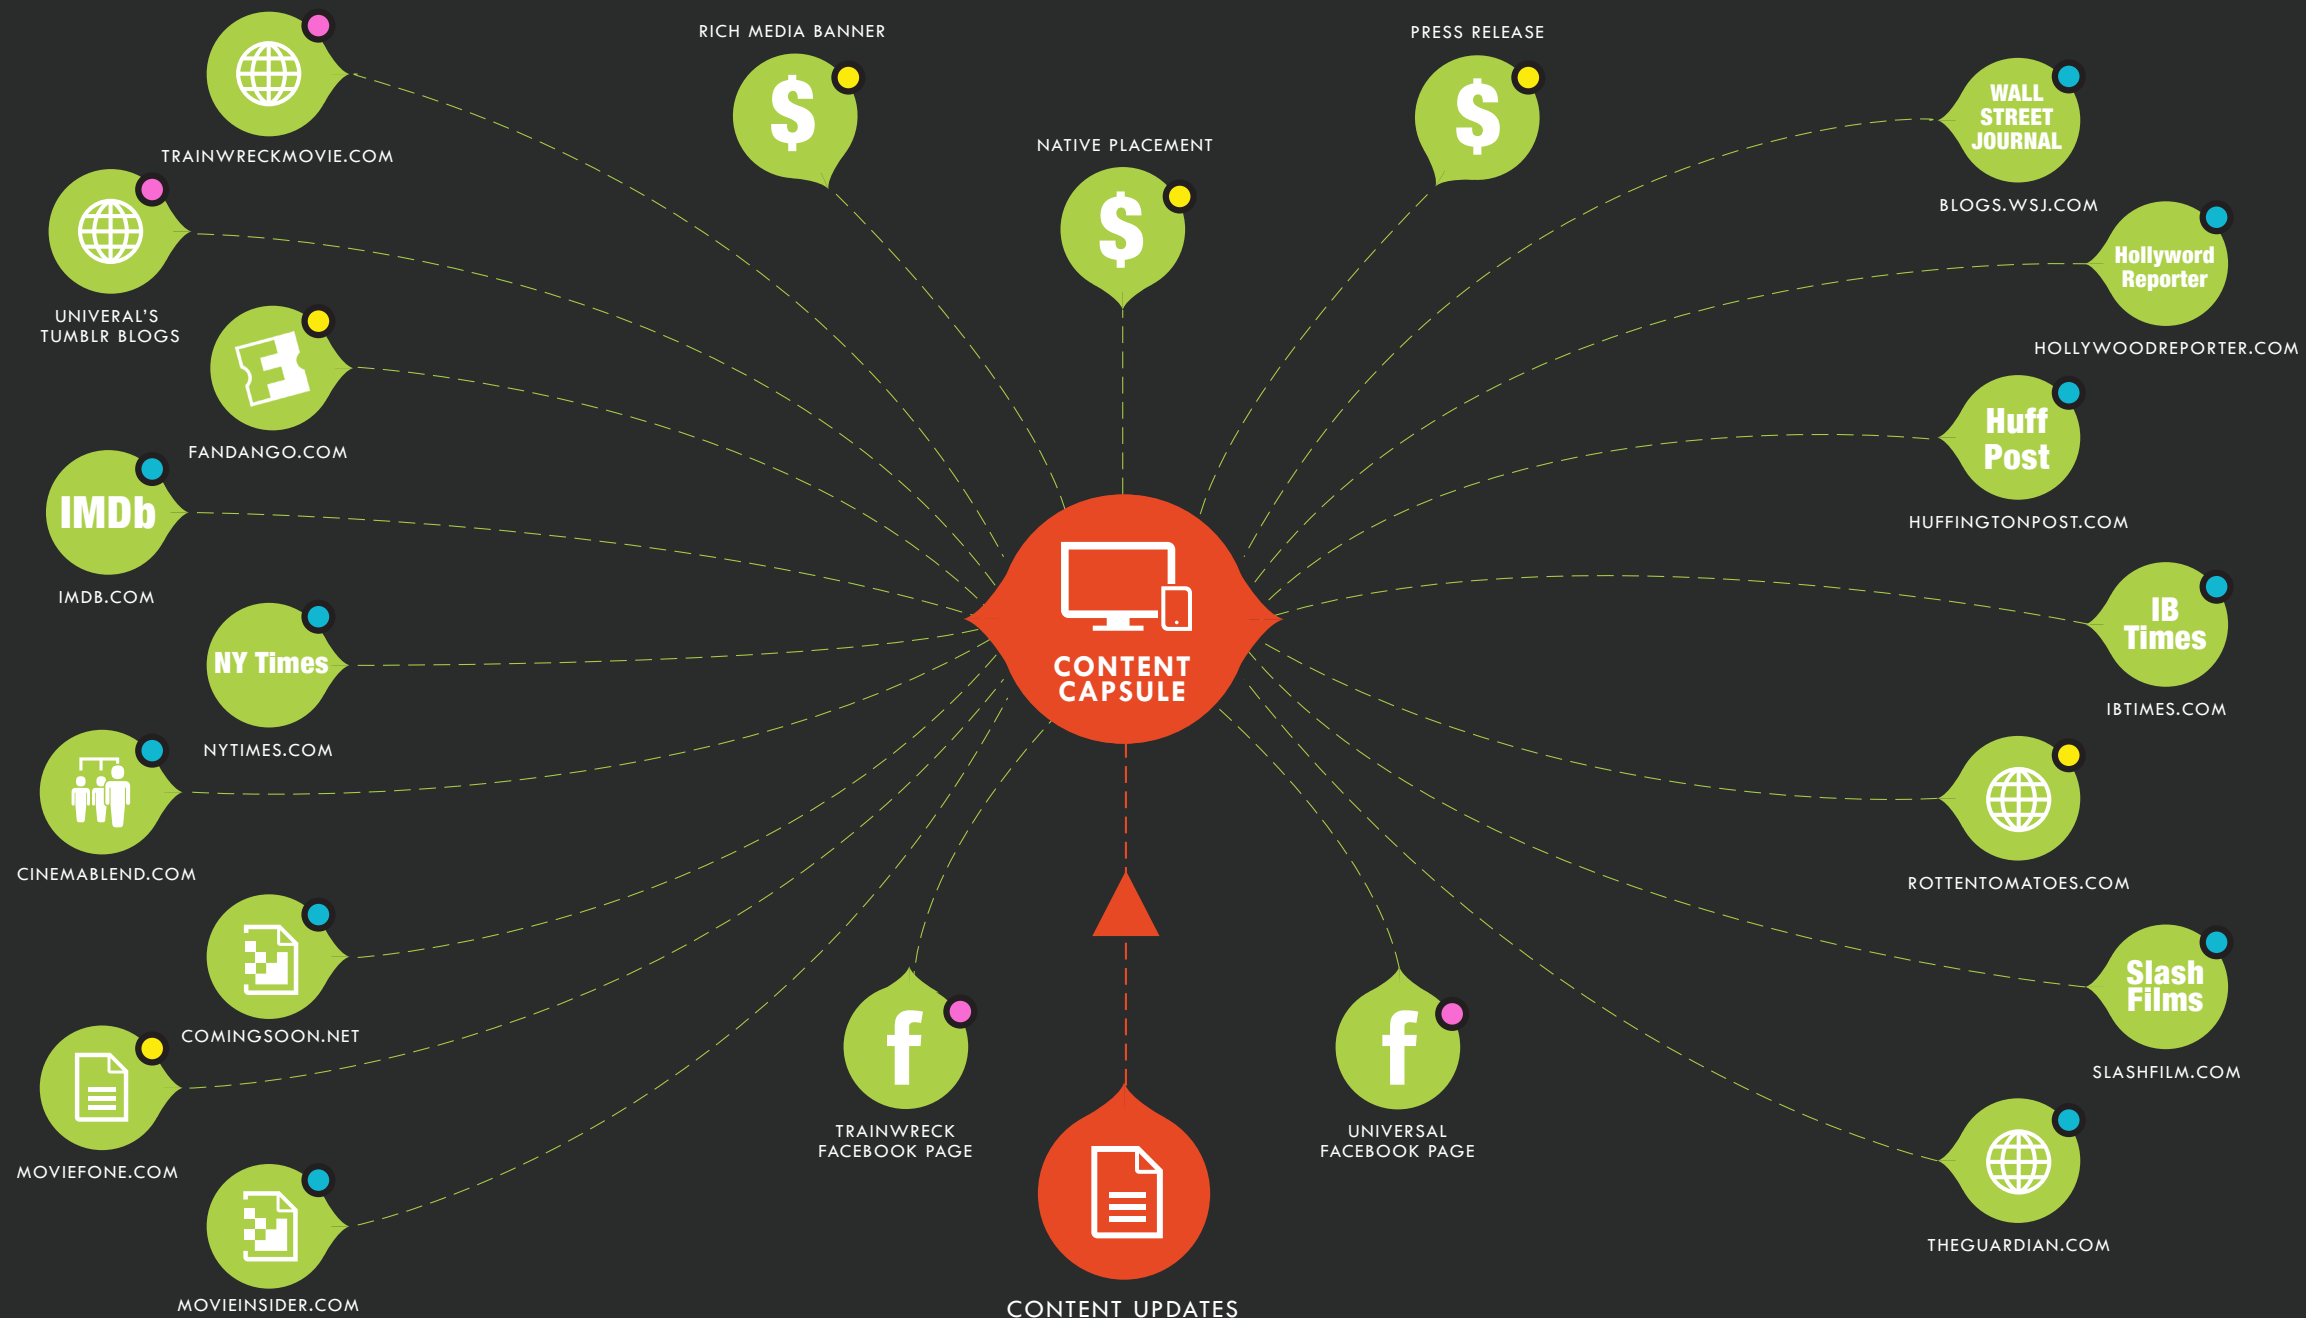 TRAINWRECKMOVIE.COM
UNIVERAL'S
TUMBLR BLOGS
FANDANGO.COM
IMDb
IMDB.COM
NY Times
NYTIMES.COM
CINEMABLEND.COM
COMINGSOON.NET
MOVIEFONE.COM
MOVIEINSIDER.COM
RICH MEDIA BANNER
$
NATIVE PLACEMENT
$
PRESS RELEASE
$
CONTENT
CAPSULE
f
TRAINWRECK
FACEBOOK PAGE
f
UNIVERSAL
FACEBOOK PAGE
CONTENT UPDATES
WALL
STREET
JOURNAL
BLOGS.WSJ.COM
Hollyword
Reporter
HOLLYWOODREPORTER.COM
Huff
Post
HUFFINGTONPOST.COM
IB
Times
IBTIMES.COM
ROTTENTOMATOES.COM
Slash
Films
SLASHFILM.COM
THEGUARDIAN.COM